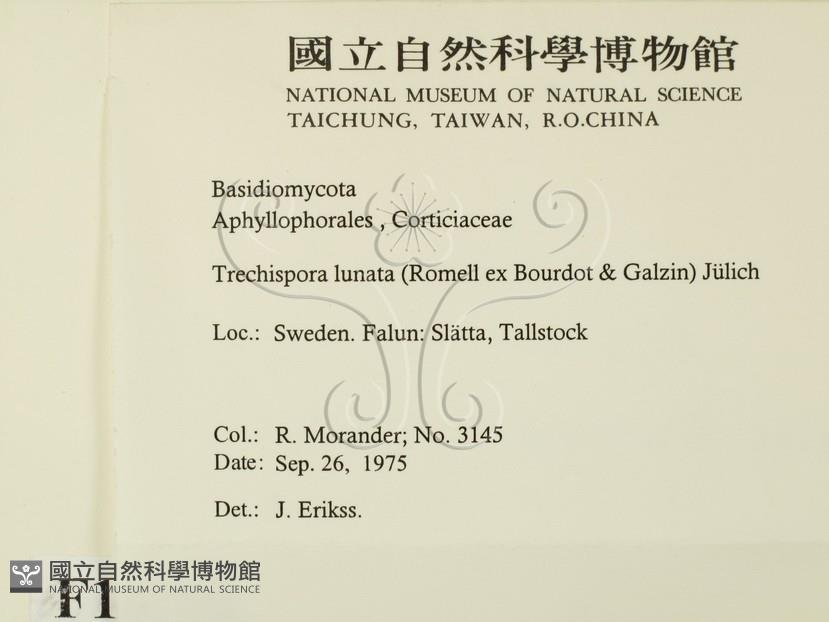 國立自然科學博物館
NATIONAL MUSEUM OF NATURAL SCIENCE
TAICHUNG, TAIWAN, R.O.CHINA
Basidiomycota
Aphyllophorales , Corticiaceae
Trechispora lunata (Romell ex Bourdot & Galzin) Jülich
Loc.: Sweden. Falun: Slätta, Tallstock
Col.: R. Morander; No. 3145
Date: Sep. 26, 1975
Det.: J. Erikss.
國立自然科學博物館
NATIONAL MUSEUM OF NATURAL SCIENCE
F1